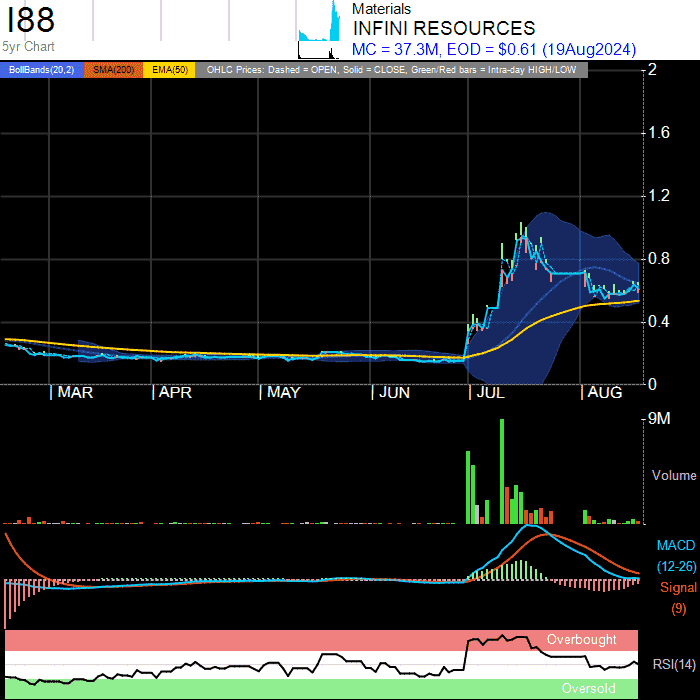 I88
5yr Chart
Materials
INFINI RESOURCES
MC = 37.3M, EOD = $0.61 (19Aug2024)
BollBands(20,2) SMA(200) EMA(50) OHLC Prices: Dashed = OPEN, Solid = CLOSE, Green/Red bars = Intra-day HIGH/LOW
2
1.6
1.2
0.8
0.4
0
MAR APR MAY JUN JUL AUG
9M
Volume
MACD
(12-26)
Signal
(9)
Overbought
RSI(14)
Oversold